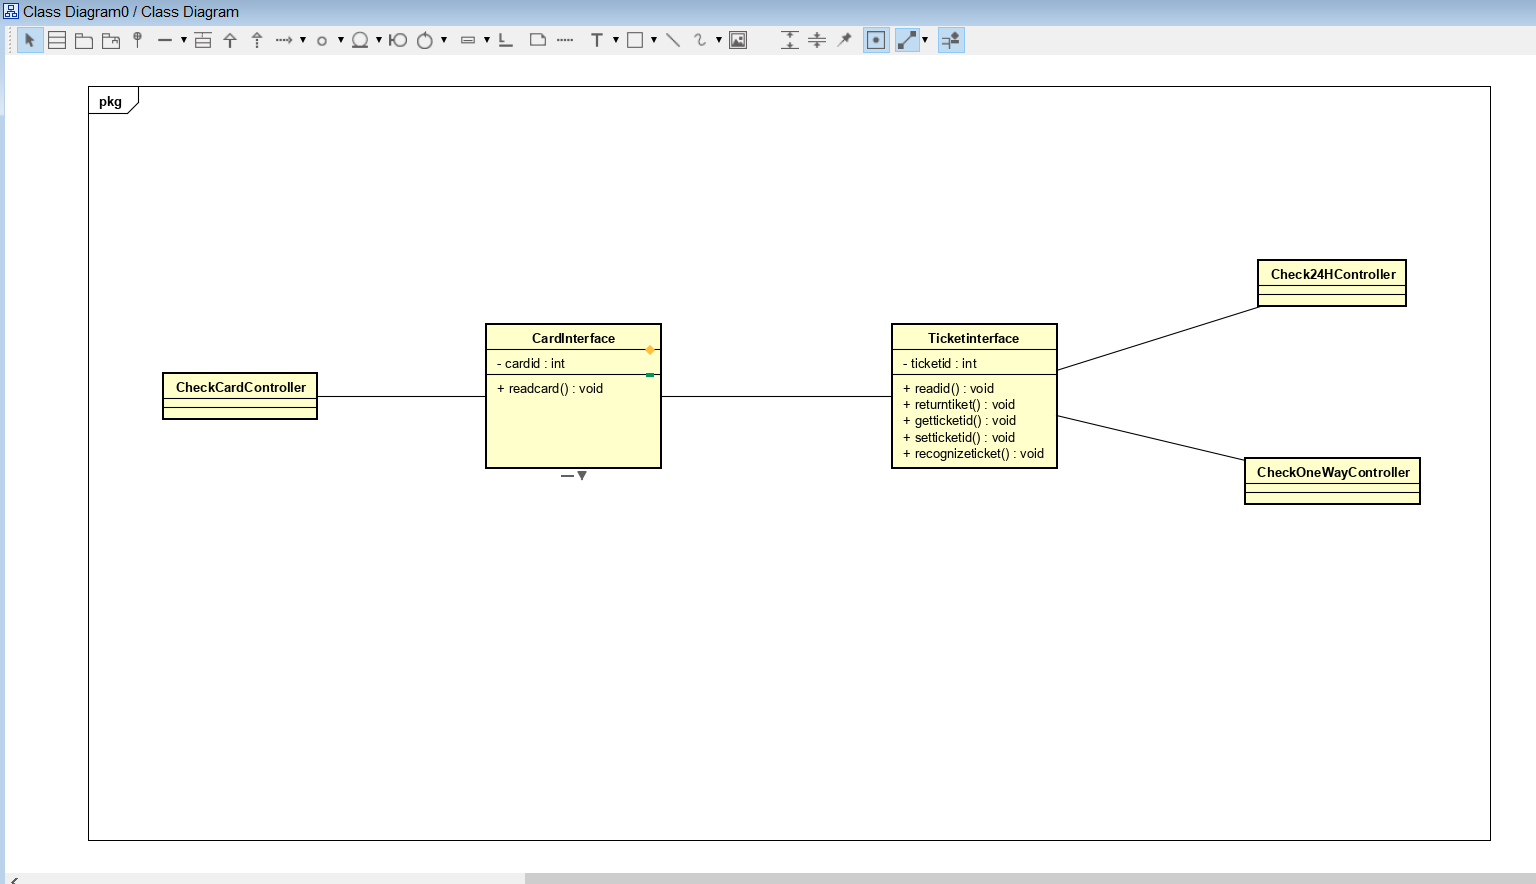 Class Diagram0 / Class Diagram
pkg
CheckCardController
CardInterface
- cardid : int
+ readcard() : void
Ticketinterface
- ticketid : int
+ readid() : void
+ returntiket() : void
+ getticketid() : void
+ setticketid() : void
+ recognizeticket() : void
Check24HController
CheckOneWayController